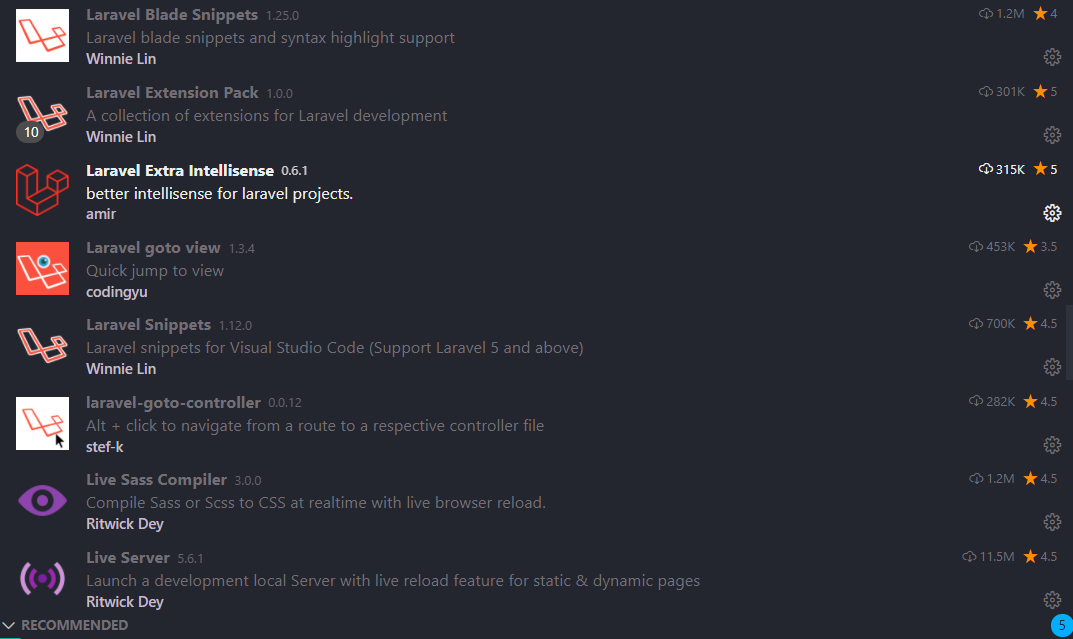 Laravel Blade Snippets 1.25.0 1.2M 4
Laravel blade snippets and syntax highlight support
Winnie Lin
Laravel Extension Pack 1.0.0 301K 5
A collection of extensions for Laravel development
10
Winnie Lin
Laravel Extra Intellisense 0.6.1 315K 5
better intellisense for laravel projects.
amir
Laravel goto view 1.3.4 453K 3.5
Quick jump to view
codingyu
Laravel Snippets 1.12.0 700K 4.5
Laravel snippets for Visual Studio Code (Support Laravel 5 and above)
Winnie Lin
laravel-goto-controller 0.0.12 282K 4.5
Alt + click to navigate from a route to a respective controller file
stef-k
Live Sass Compiler 3.0.0 1.2M 4.5
Compile Sass or Scss to CSS at realtime with live browser reload.
Ritwick Dey
Live Server 5.6.1 11.5M 4.5
Launch a development local Server with live reload feature for static & dynamic pages
Ritwick Dey
RECOMMENDED 5